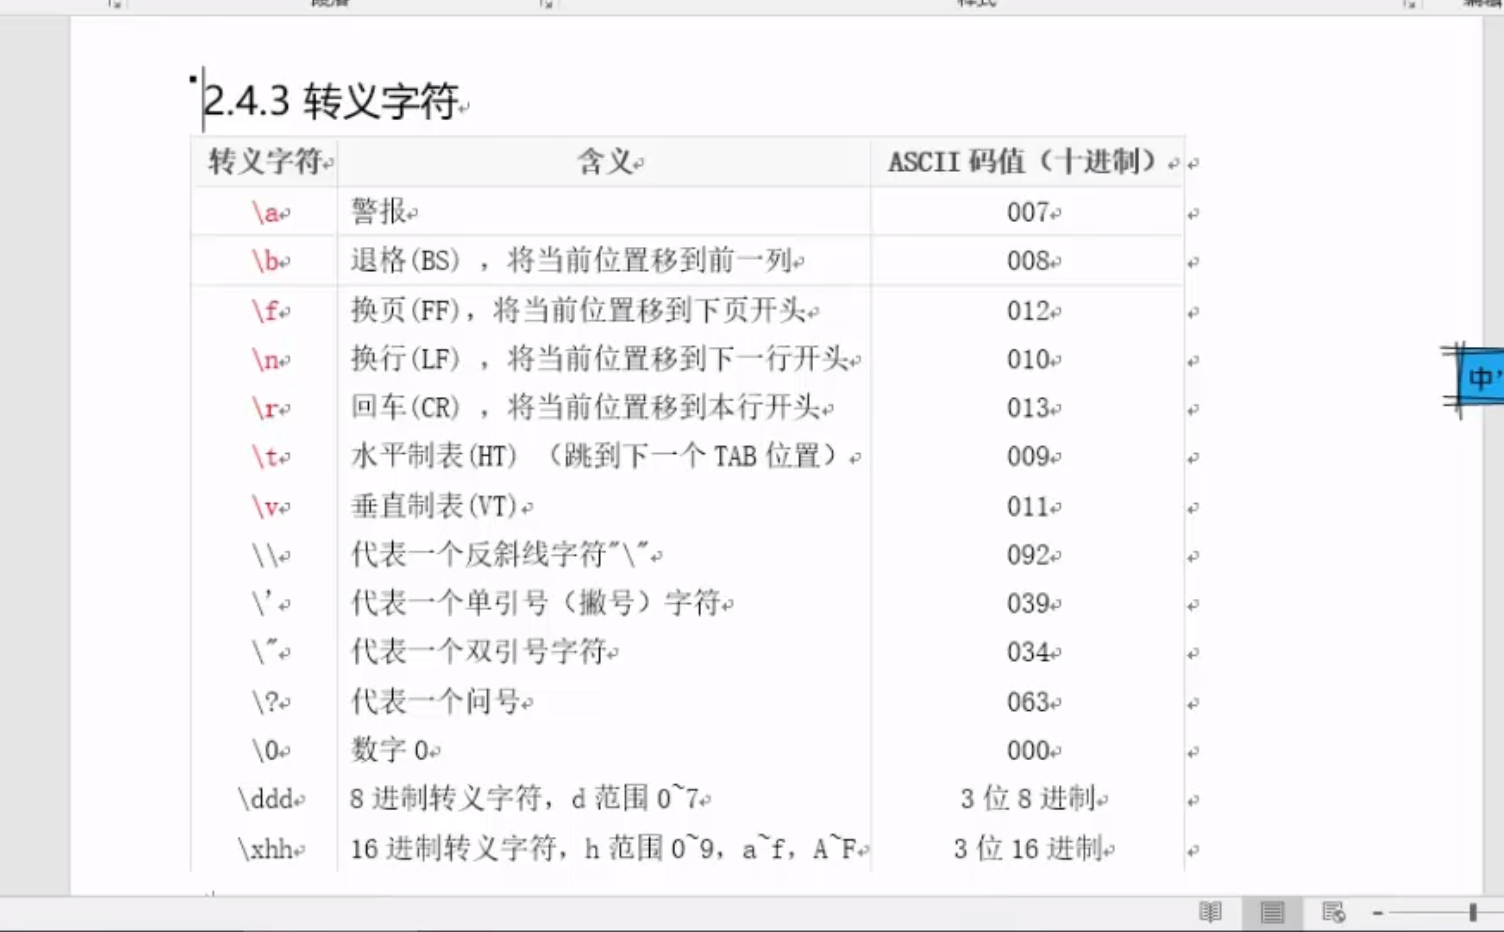 2.4.3 转义字符
转义字符 含义 ASCII 码值（十进制）
\a 警报 007
\b 退格(BS) ，将当前位置移到前一列 008
\f 换页(FF)，将当前位置移到下页开头 012
\n 换行(LF) ，将当前位置移到下一行开头 010
\r 回车(CR) ，将当前位置移到本行开头 013
\t 水平制表(HT) （跳到下一个 TAB 位置） 009
\v 垂直制表(VT) 011
\\ 代表一个反斜线字符"\" 092
\' 代表一个单引号（撇号）字符 039
\" 代表一个双引号字符 034
\? 代表一个问号 063
\0 数字 0 000
\ddd 8 进制转义字符，d 范围 0~7 3 位 8 进制
\xhh 16 进制转义字符，h 范围 0~9，a~f，A~F 3 位 16 进制
中